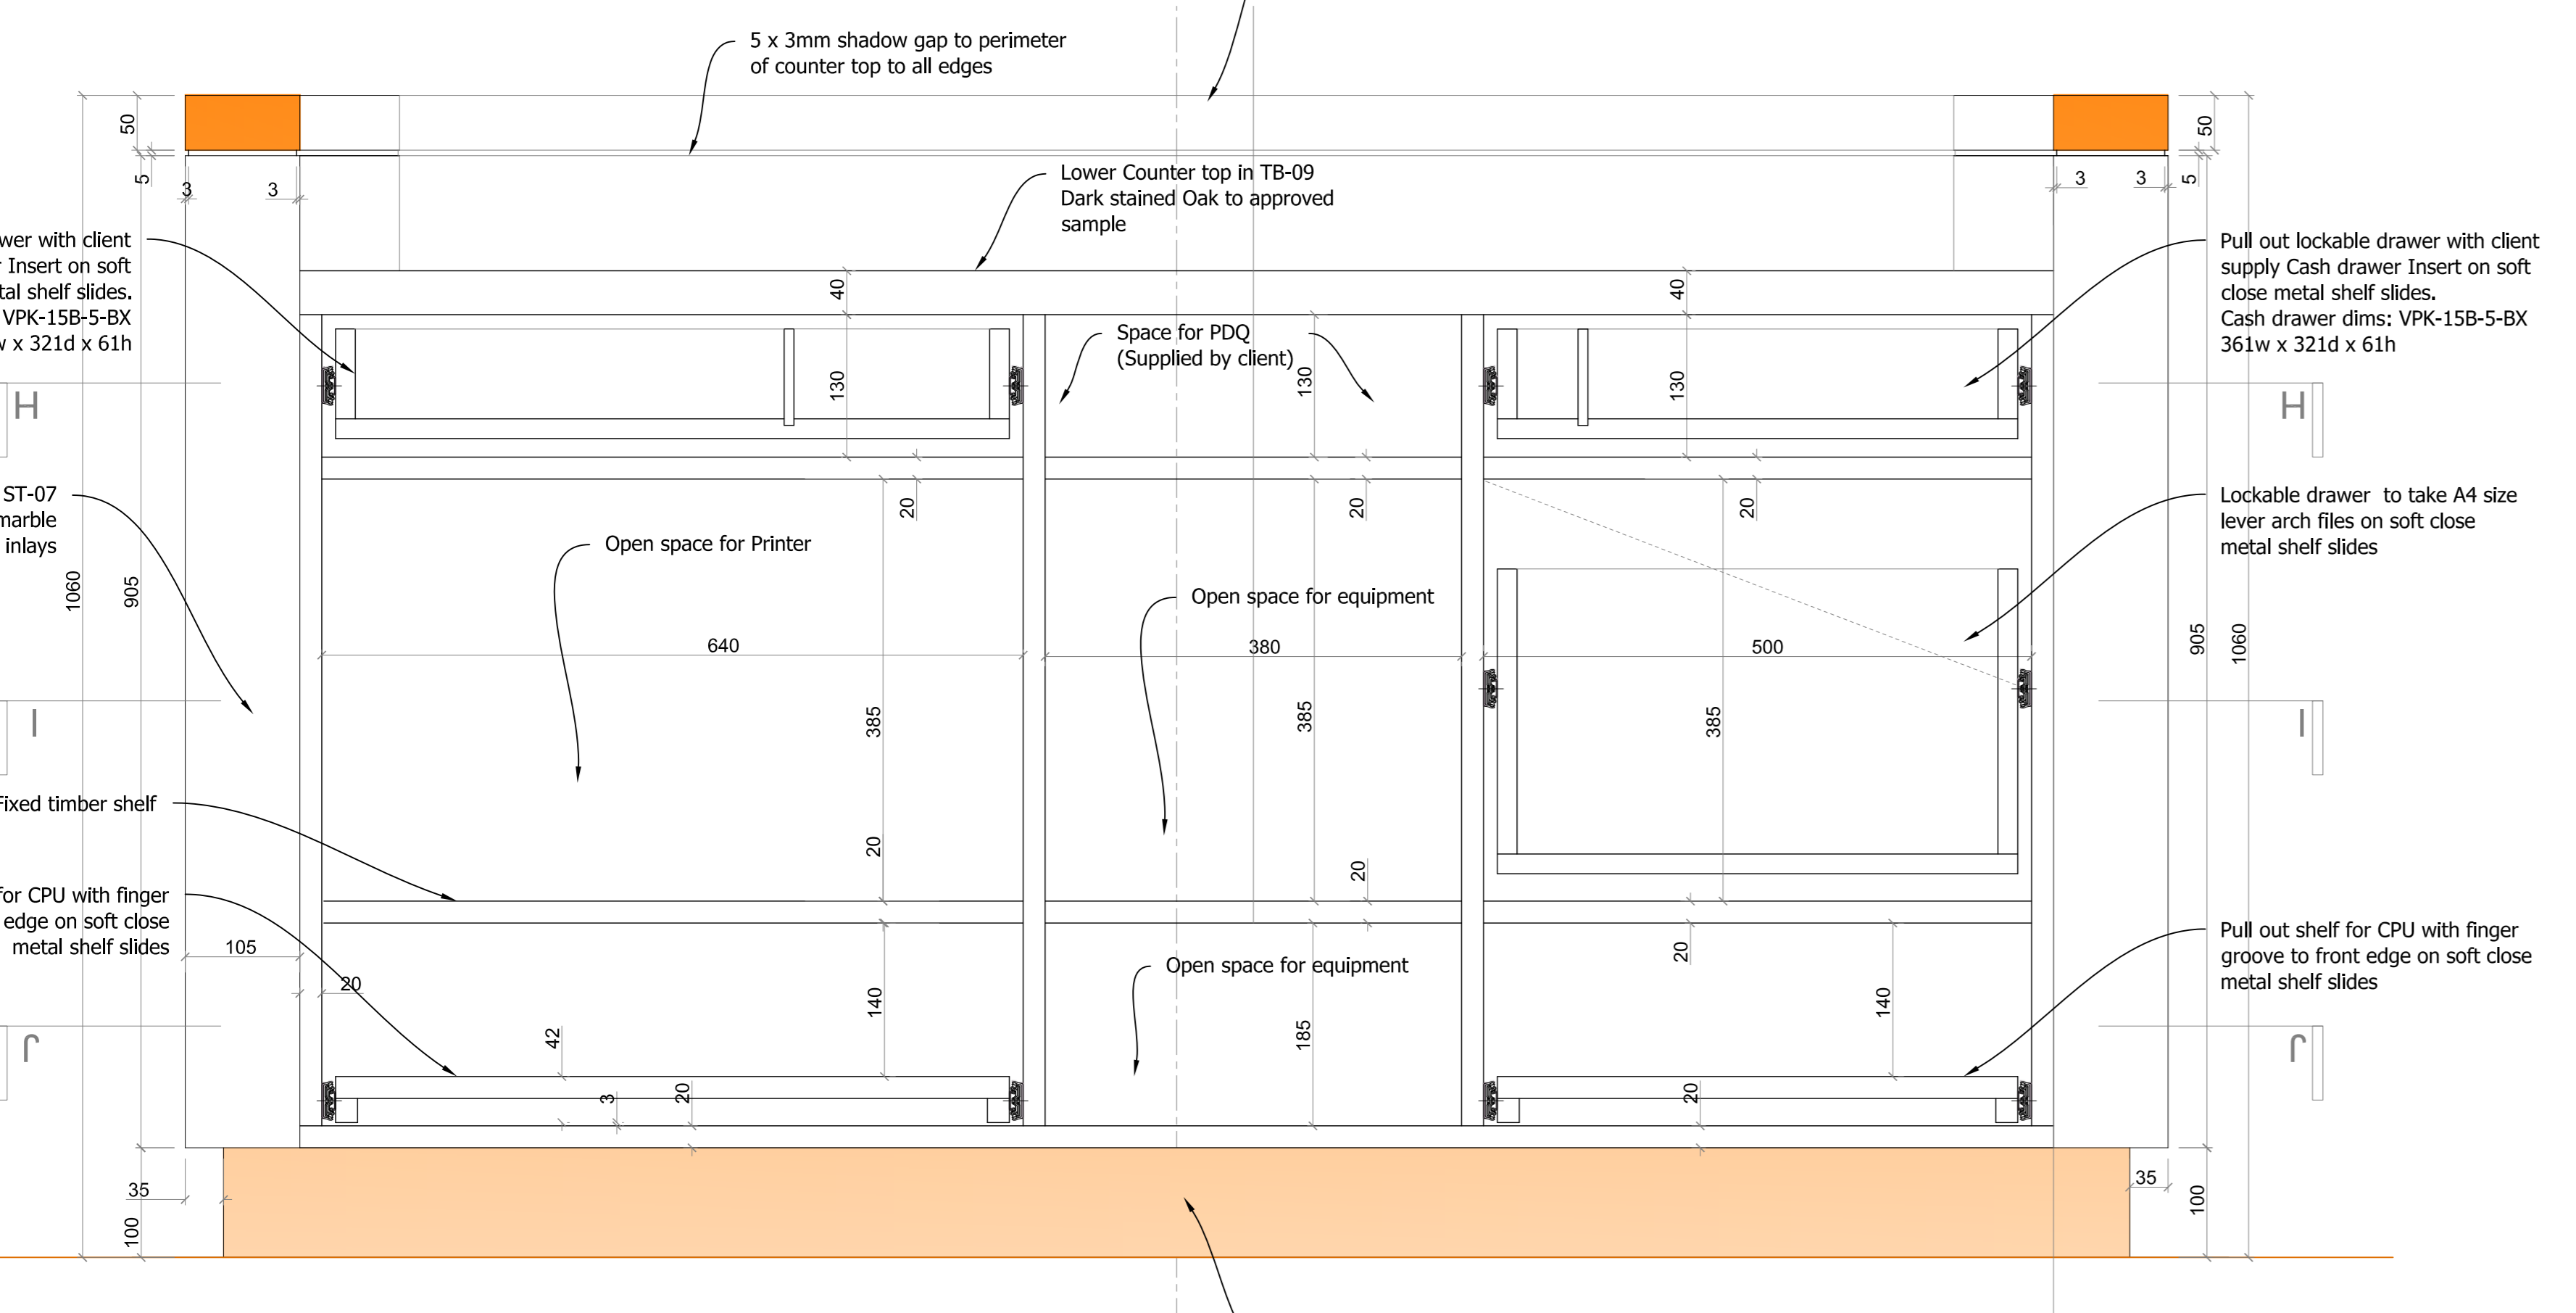 5 x 3mm shadow gap to perimeter
of counter top to all edges
50
5
3
3
50
3
3
5
Lower Counter top in TB-09
Dark stained Oak to approved
sample
wer with client
Insert on soft
tal shelf slides.
VPK-15B-5-BX
x 321d x 61h
Pull out lockable drawer with client
supply Cash drawer Insert on soft
close metal shelf slides.
Cash drawer dims: VPK-15B-5-BX
361w x 321d x 61h
40
40
Space for PDQ
(Supplied by client)
130
130
130
H
H
ST-07
marble
inlays
20
20
20
Lockable drawer to take A4 size
lever arch files on soft close
metal shelf slides
Open space for Printer
Open space for equipment
1060
905
905
1060
640
380
500
385
385
385
I
I
Fixed timber shelf
20
20
for CPU with finger
edge on soft close
metal shelf slides
105
20
20
Open space for equipment
Pull out shelf for CPU with finger
groove to front edge on soft close
metal shelf slides
140
185
140
42
3
20
20
J
J
35
100
35
100